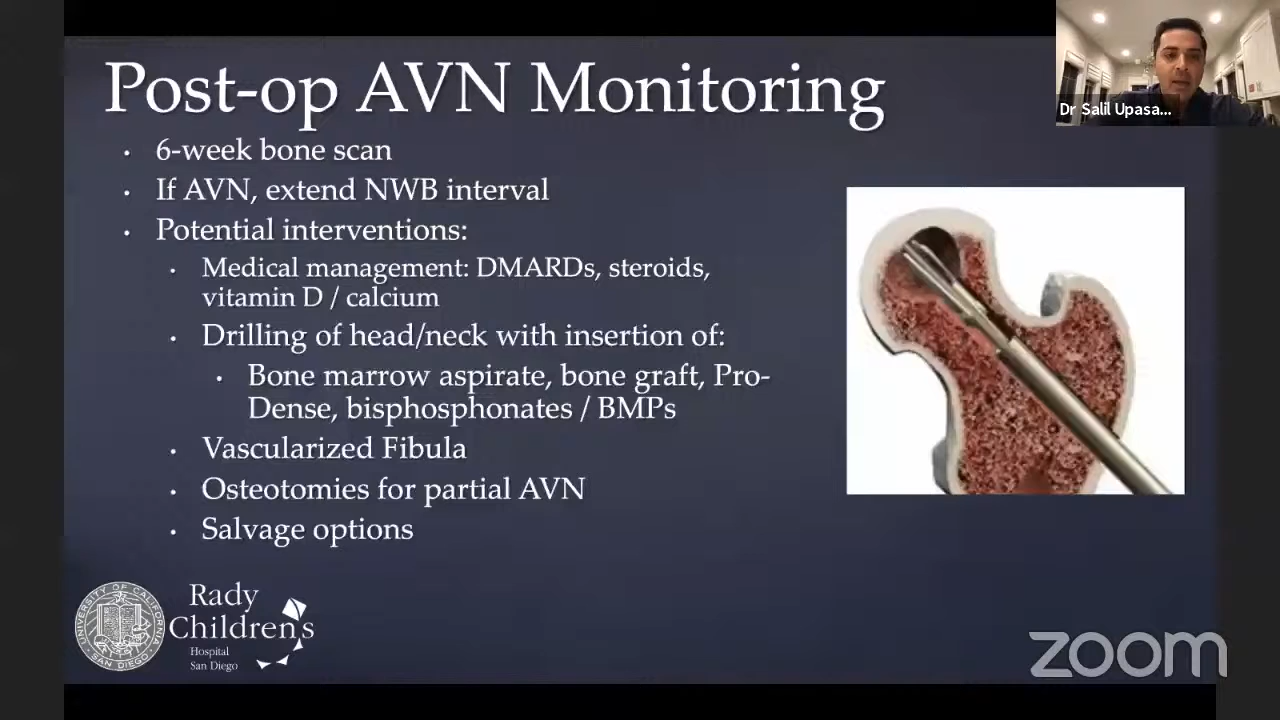 Post-op AVN Monitoring
Dr Salil Upasa...
• 6-week bone scan
• If AVN, extend NWB interval
• Potential interventions:
• Medical management: DMARDs, steroids,
vitamin D / calcium
• Drilling of head/neck with insertion of:
• Bone marrow aspirate, bone graft, Pro-
Dense, bisphosphonates / BMPs
• Vascularized Fibula
• Osteotomies for partial AVN
• Salvage options
UNIVERSITY OF CALIFORNIA
SAN DIEGO
Rady
Children's
Hospital
San Diego
zoom